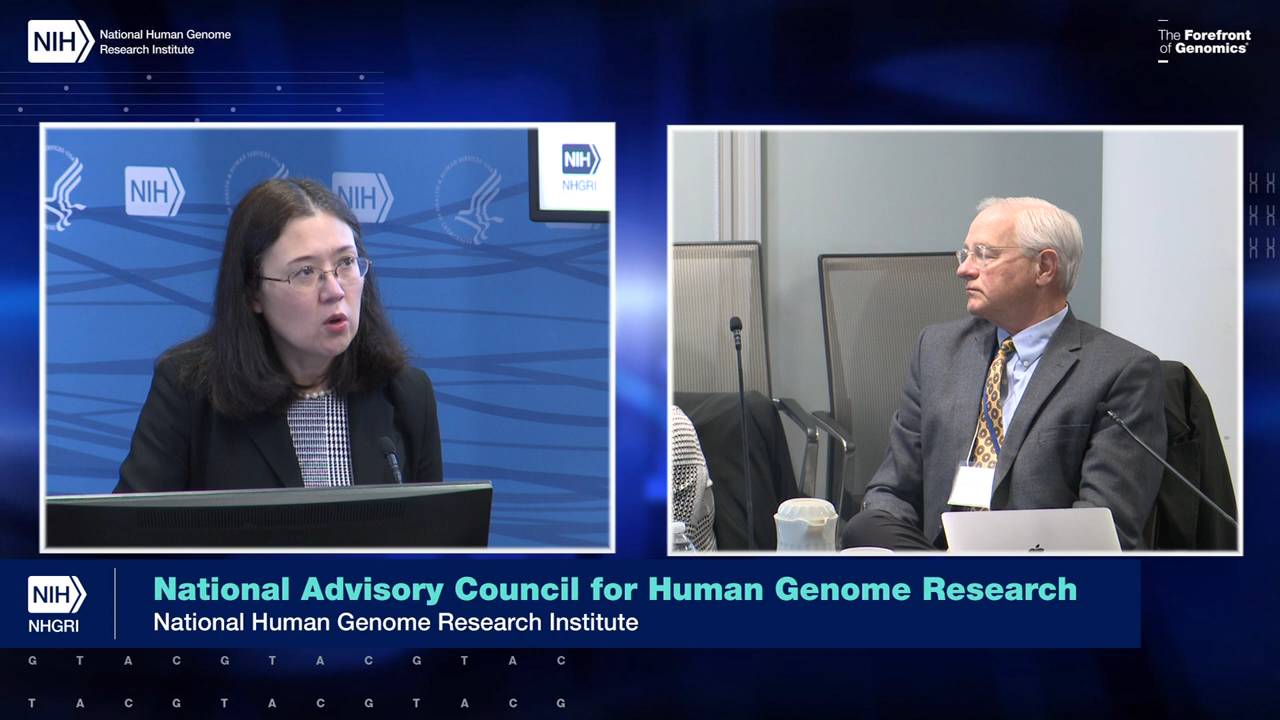 NIH
National Human Genome
Research Institute
The Forefront
of Genomics®
NIH
NIH
NIH
NHGRI
NIH
NHGRI
National Advisory Council for Human Genome Research
National Human Genome Research Institute
G T A C G T A C G T A C
T A C G T A C G T A C G